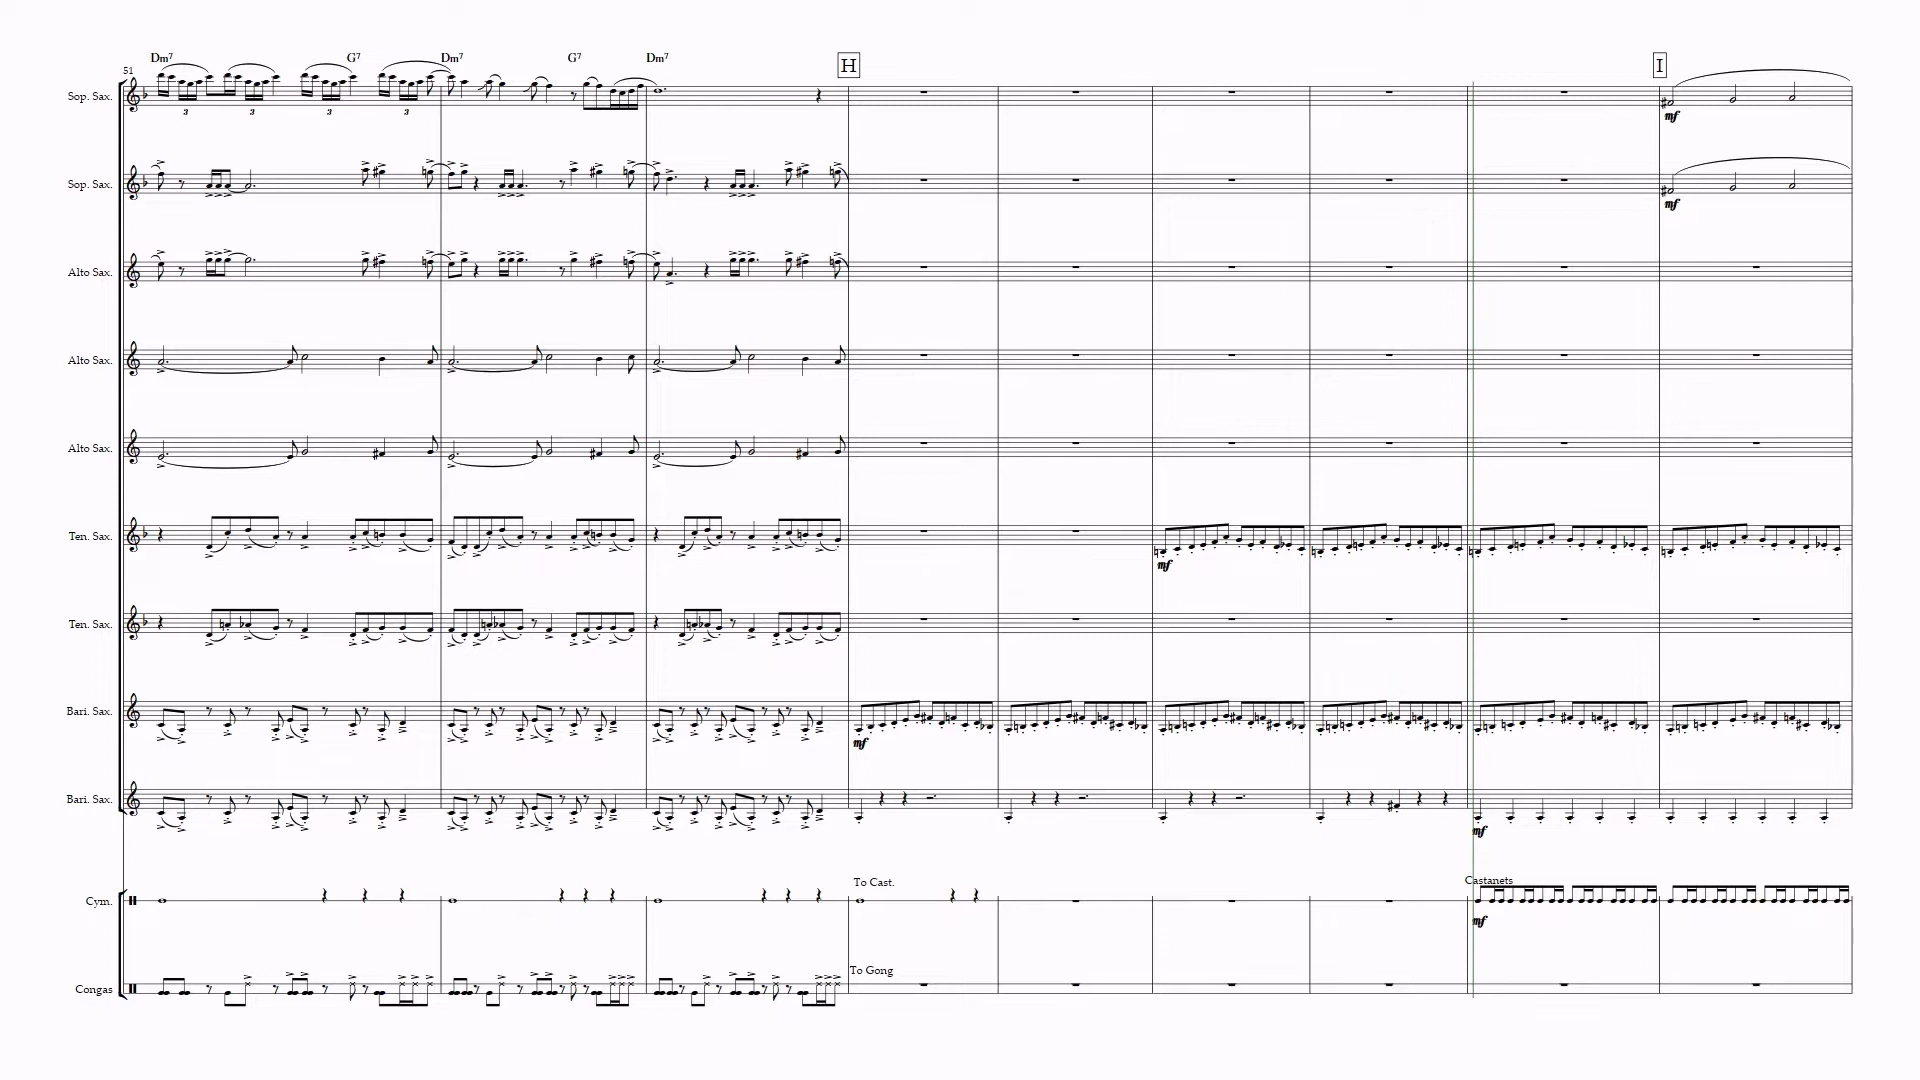 Dm7 G7 Dm7 G7 Dm7 H I
51
3 3 3 3
Sop. Sax.
mf
Sop. Sax.
mf
Alto Sax.
Alto Sax.
Alto Sax.
Ten. Sax.
mf
Ten. Sax.
Bari. Sax.
mf
Bari. Sax.
mf
To Cast. Castanets
Cym.
mf
To Gong
Congas